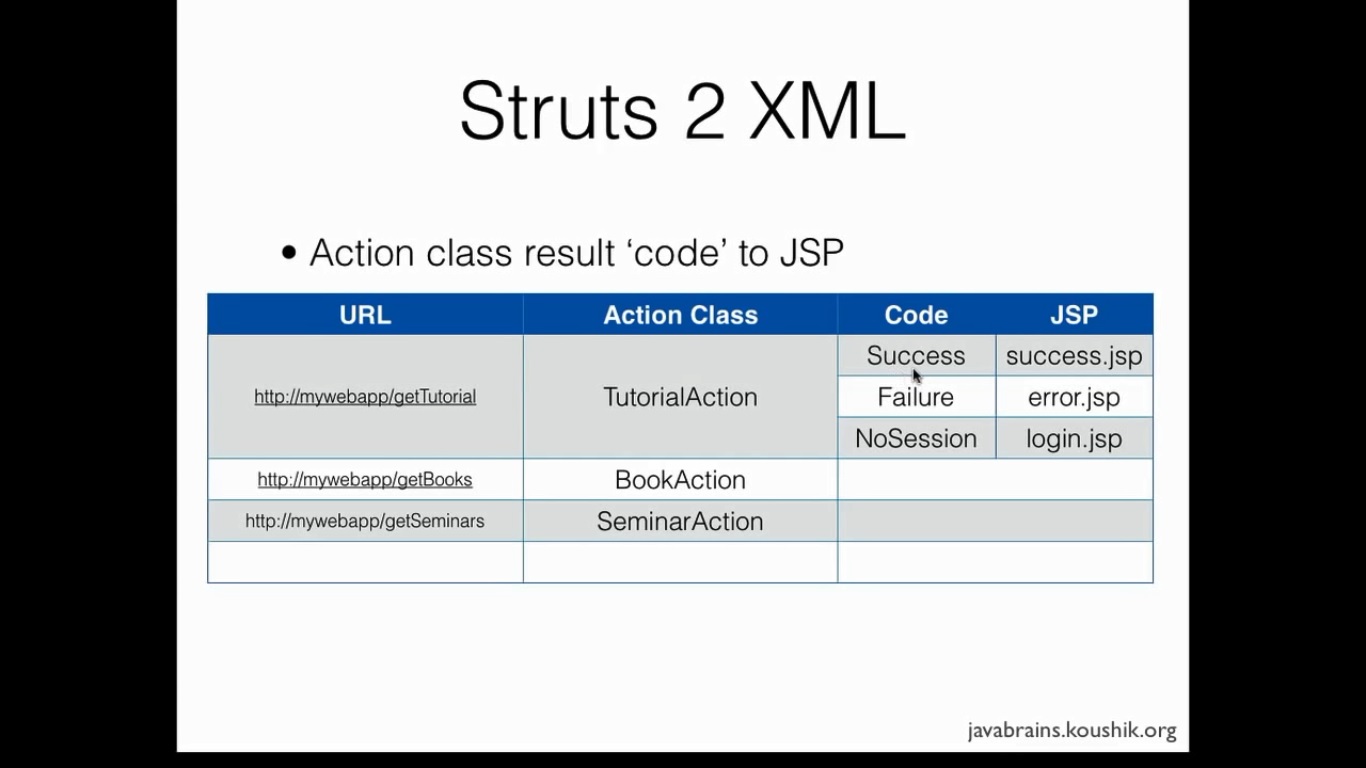 Struts 2 XML
• Action class result ‘code’ to JSP
URL Action Class Code JSP
http://mywebapp/getTutorial TutorialAction Success success.jsp
Failure error.jsp
NoSession login.jsp
http://mywebapp/getBooks BookAction
http://mywebapp/getSeminars SeminarAction
javabrains.koushik.org